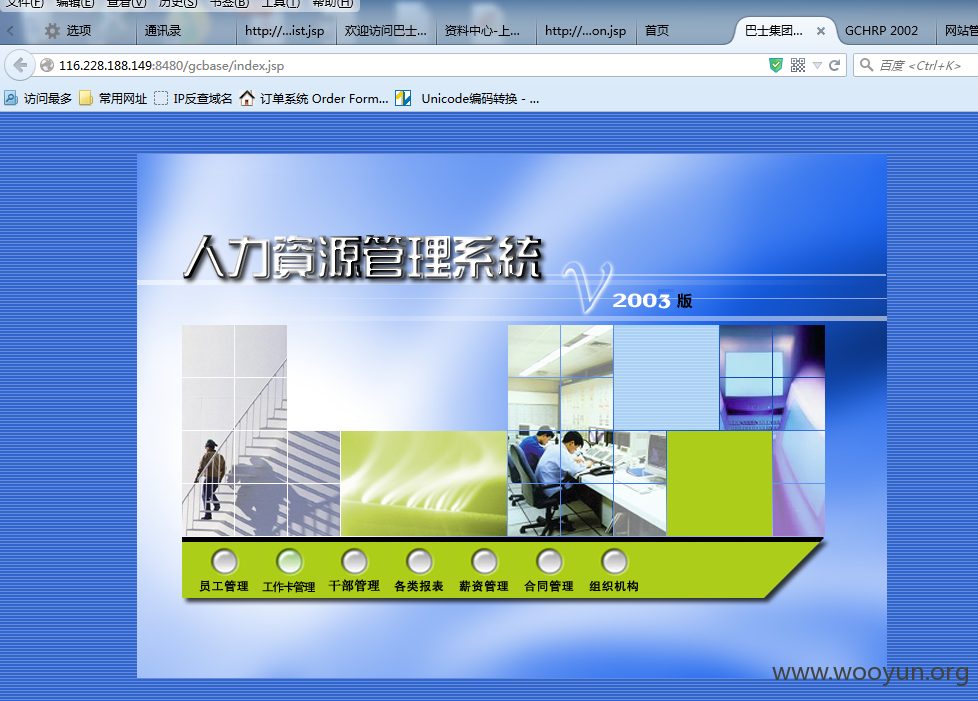 文件(F) 编辑(E) 查看(V) 历史(S) 书签(B) 工具(T) 帮助(H)
选项 通讯录 http://...ist.jsp 欢迎访问巴士... 资料中心-上... http://...on.jsp 首页 巴士集团... × GCHRP 2002 网站管
116.228.188.149:8480/gcbase/index.jsp 百度 <Ctrl+K>
访问最多 常用网址 IP反查域名 订单系统 Order Form... Unicode编码转换 - ...
人力資源管理系統
V 2003 版
员工管理 工作卡管理 干部管理 各类报表 薪资管理 合同管理 组织机构
www.wooyun.org